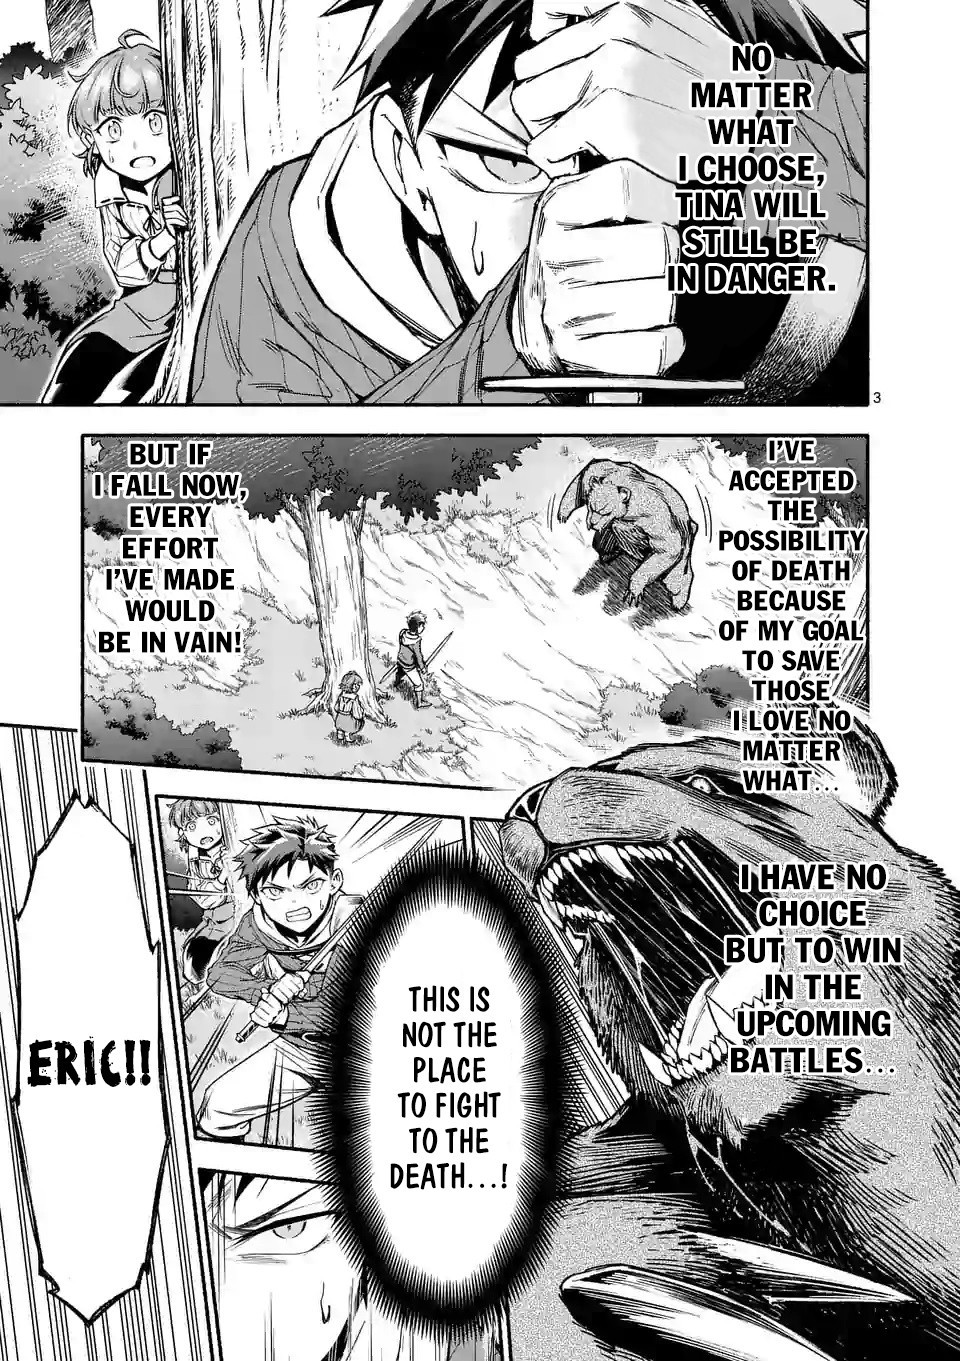 NO
MATTER
WHAT
I CHOOSE,
TINA WILL
STILL BE
IN DANGER.
3
I'VE
ACCEPTED
THE
POSSIBILITY
OF DEATH
BECAUSE
OF MY GOAL
TO SAVE
THOSE
I LOVE NO
MATTER
WHAT...
BUT IF
I FALL NOW,
EVERY
EFFORT
I'VE MADE
WOULD
BE IN VAIN!
I HAVE NO
CHOICE
BUT TO WIN
IN THE
UPCOMING
BATTLES...
THIS IS
NOT THE
PLACE
TO FIGHT
TO THE
DEATH...!
ERIC!!